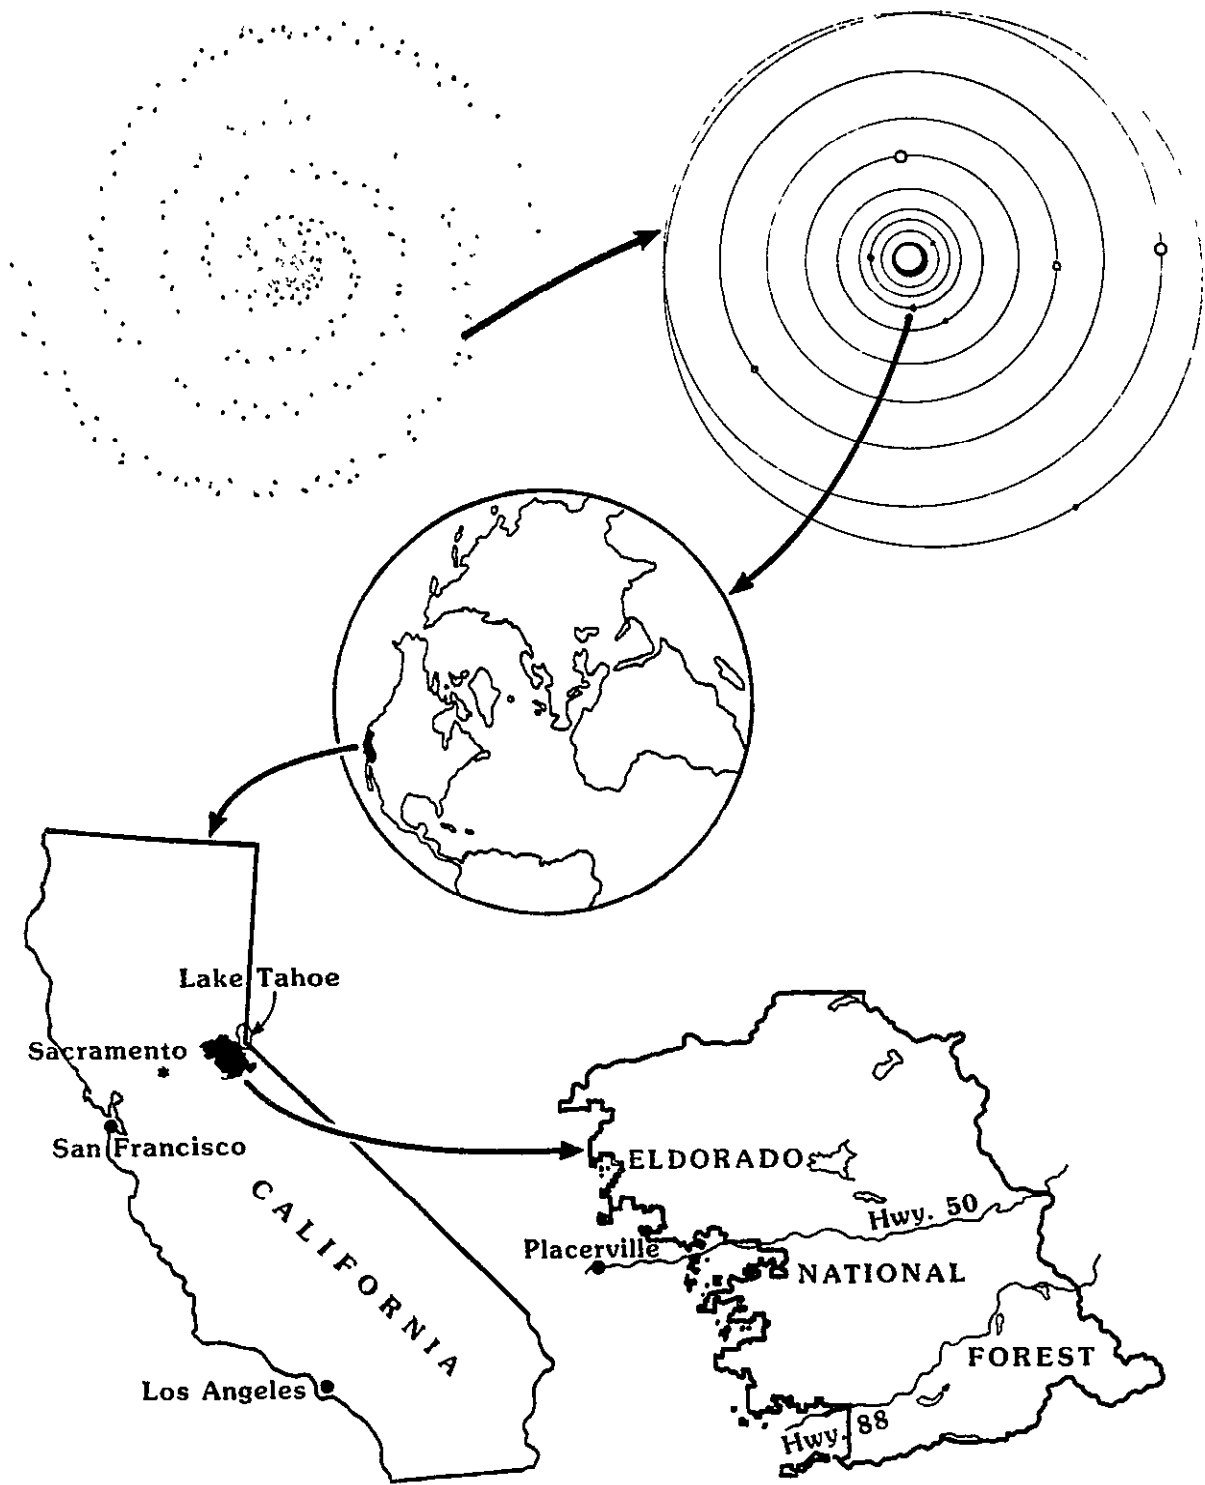 Lake Tahoe
Sacramento
San Francisco
CALIFORNIA
Los Angeles
ELDORADO
Hwy. 50
Placerville
NATIONAL
FOREST
Hwy. 88